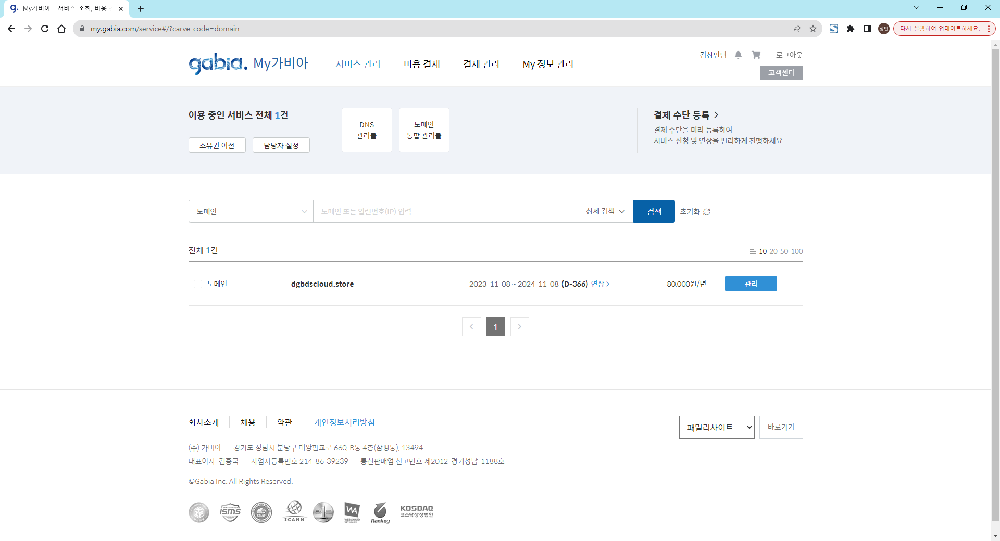 My가비아 - 서비스 조회, 비용
my.gabia.com/service#/?carve_code=domain
상민
다시 실행하여 업데이트하세요.
gabia. My가비아
서비스 관리
비용 결제
결제 관리
My 정보 관리
김상민님
로그아웃
고객센터
이용 중인 서비스 전체 1건
소유권 이전
담당자 설정
DNS
관리툴
도메인
통합 관리툴
결제 수단 등록
결제 수단을 미리 등록하여
서비스 신청 및 연장을 편리하게 진행하세요
도메인
도메인 또는 일련번호(IP) 입력
상세 검색
검색
초기화
전체 1건
10 20 50 100
도메인
dgbdscloud.store
2023-11-08 ~ 2024-11-08 (D-366) 연장
80,000원/년
관리
1
회사소개
채용
약관
개인정보처리방침
패밀리사이트
바로가기
(주) 가비아 경기도 성남시 분당구 대왕판교로 660, B동 4층(삼평동), 13494
대표이사: 김홍국 사업자등록번호:214-86-39239 통신판매업 신고번호:제2012-경기성남-1188호
©Gabia Inc. All Rights Reserved.
ISMS
CSAP
ICANN
NO.1
WA
WEB AWARD
Rankey
KOSDAQ
코스닥상장법인